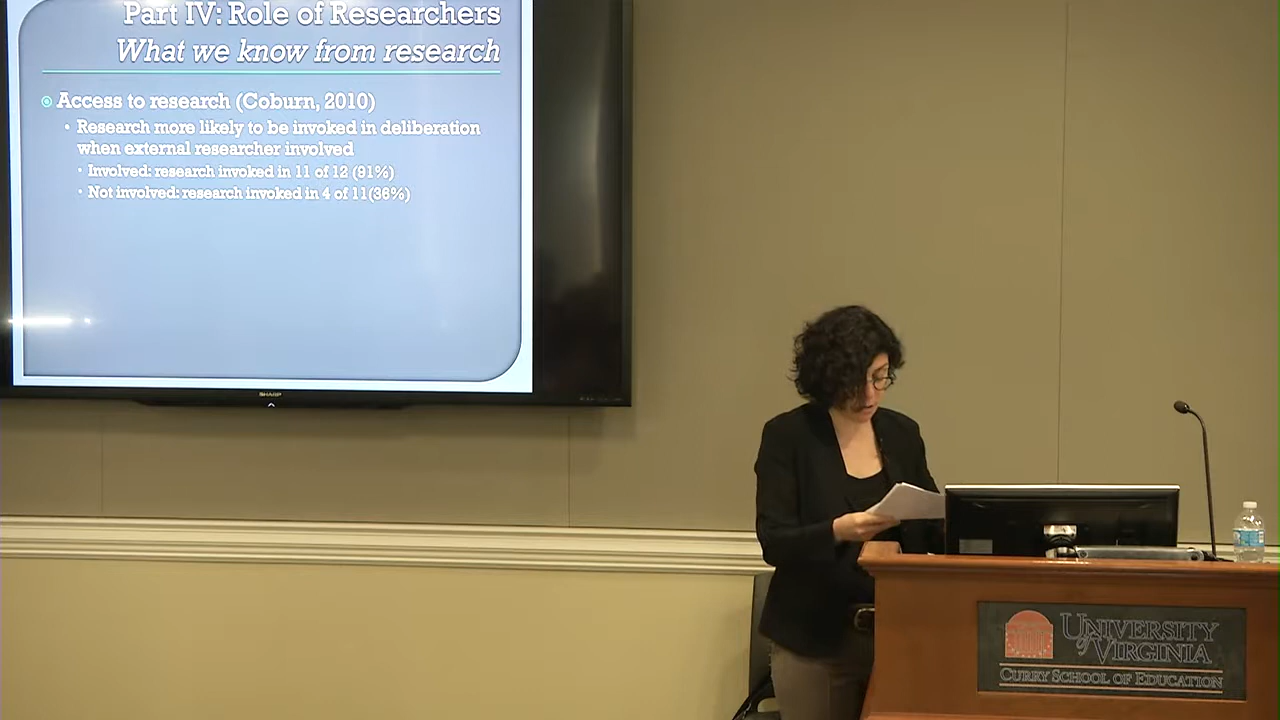 Part IV: Role of Researchers
What we know from research
Access to research (Coburn, 2010)
Research more likely to be invoked in deliberation
when external researcher involved
Involved: research invoked in 11 of 12 (91%)
Not involved: research invoked in 4 of 11(36%)
SHARP
UNIVERSITY
of VIRGINIA
CURRY SCHOOL OF EDUCATION